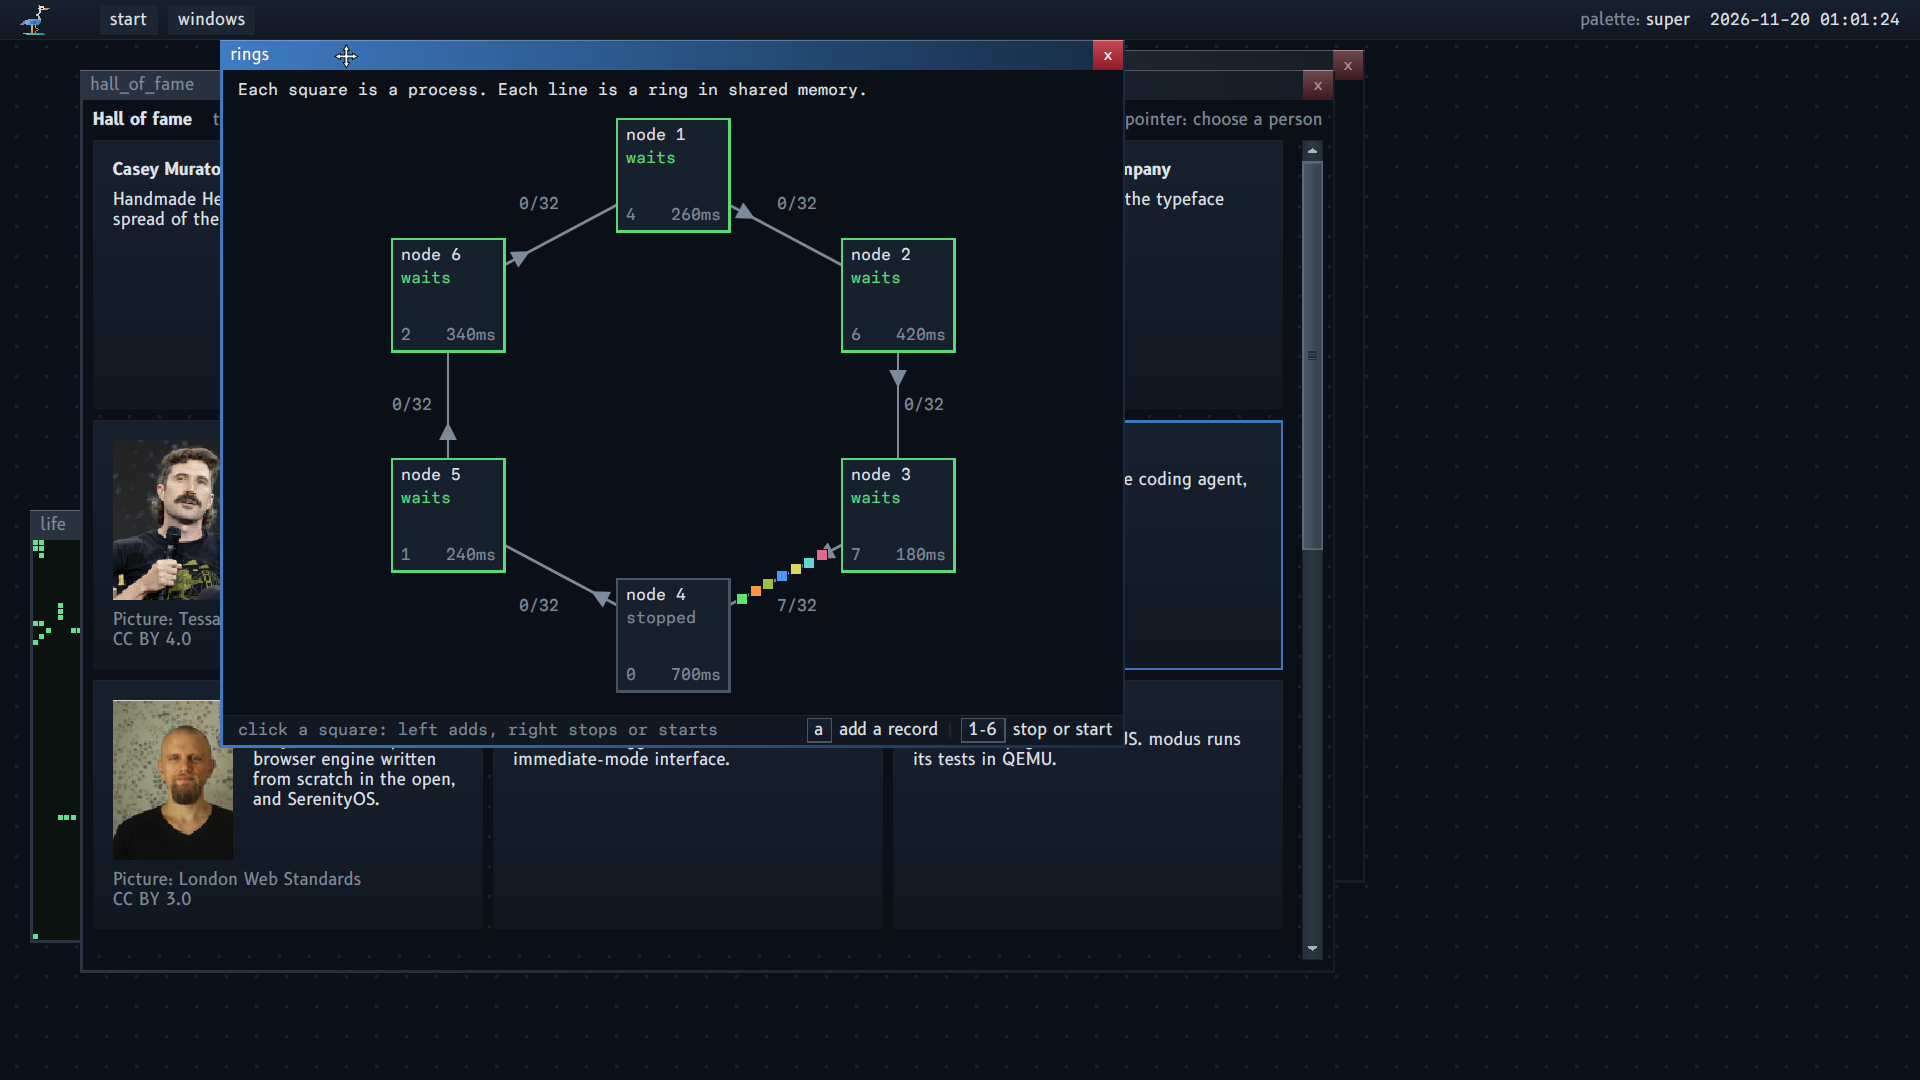 start windows palette: super 2026-11-20 01:01:24
rings x
x
hall_of_fame x
Each square is a process. Each line is a ring in shared memory.
Hall of fame pointer: choose a person
node 1
waits
4 260ms
0/32 0/32
Casey
Handmade
spread of the
the typeface
node 6
waits
2 340ms
node 2
waits
6 420ms
0/32 0/32
node 5
waits
1 240ms
node 3
waits
7 180ms
coding agent,
life
node 4
stopped
0 700ms
0/32 7/32
Picture: Tessa
CC BY 4.0
click a square: left adds, right stops or starts a add a record 1-6 stop or start
browser engine written
from scratch in the open,
and SerenityOS.
immediate-mode interface.
JS. modus runs
its tests in QEMU.
Picture: London Web Standards
CC BY 3.0